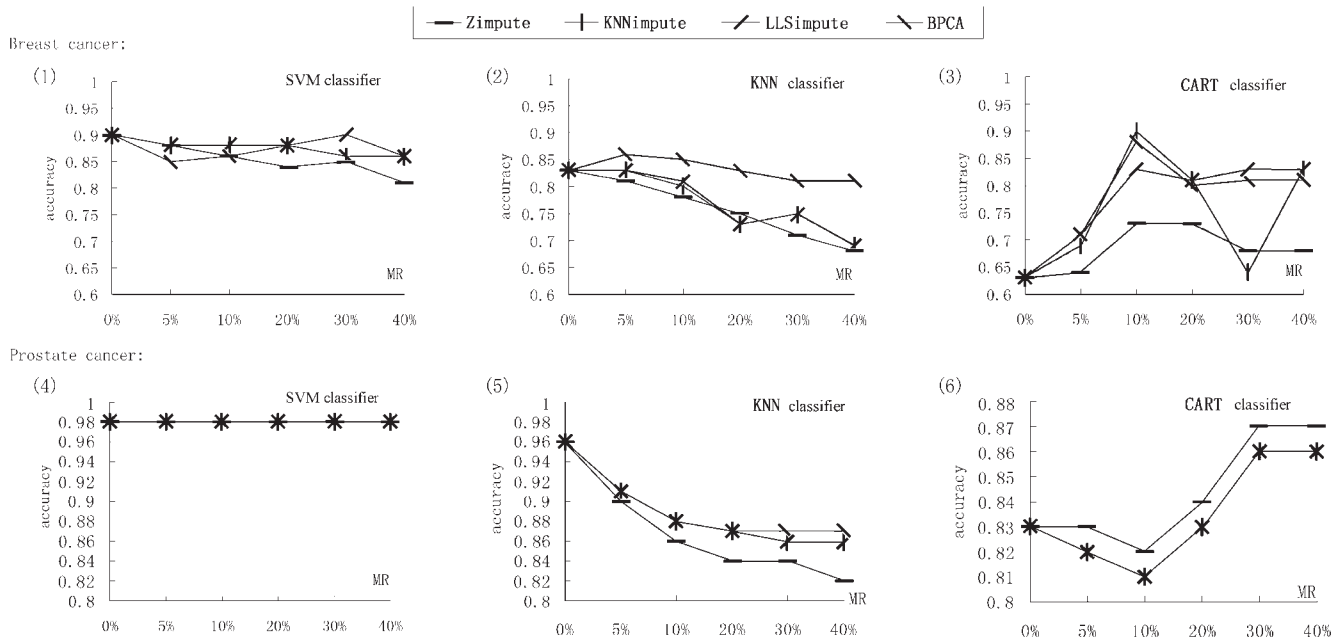 Zimpute KNNimpute LLSimpute BPCA
Breast cancer:
(1) SVM classifier
1
0.95
0.9
0.85
0.8
0.75
0.7
0.65
0.6
accuracy
MR
0% 5% 10% 20% 30% 40%
(2) KNN classifier
1
0.95
0.9
0.85
0.8
0.75
0.7
0.65
0.6
accuracy
MR
0% 5% 10% 20% 30% 40%
(3) CART classifier
1
0.95
0.9
0.85
0.8
0.75
0.7
0.65
0.6
accuracy
MR
0% 5% 10% 20% 30% 40%
Prostate cancer:
(4) SVM classifier
1
0.98
0.96
0.94
0.92
0.9
0.88
0.86
0.84
0.82
0.8
accuracy
MR
0% 5% 10% 20% 30% 40%
(5) KNN classifier
1
0.98
0.96
0.94
0.92
0.9
0.88
0.86
0.84
0.82
0.8
accuracy
MR
0% 5% 10% 20% 30% 40%
(6) CART classifier
0.88
0.87
0.86
0.85
0.84
0.83
0.82
0.81
0.8
accuracy
MR
0% 5% 10% 20% 30% 40%